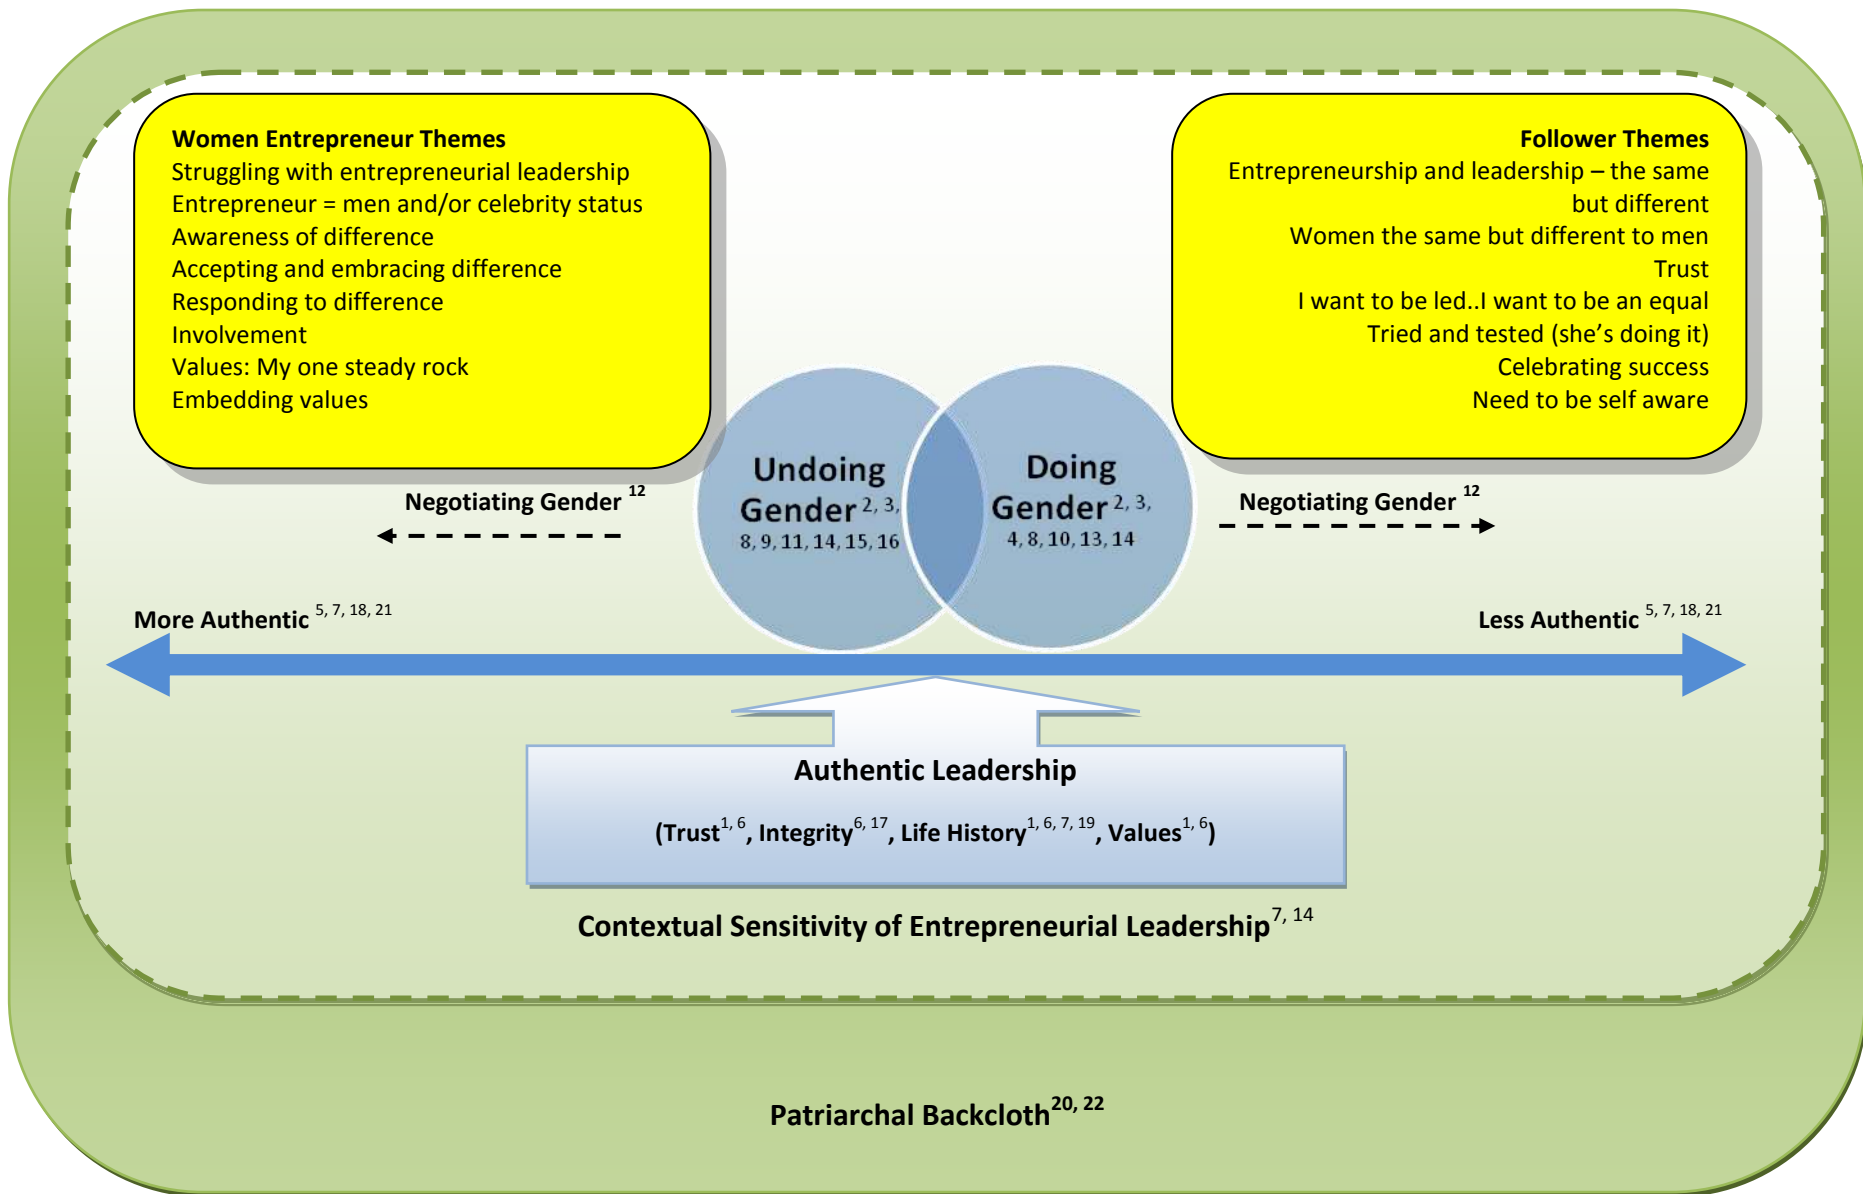 Women Entrepreneur Themes
Struggling with entrepreneurial leadership
Entrepreneur = men and/or celebrity status
Awareness of difference
Accepting and embracing difference
Responding to difference
Involvement
Values: My one steady rock
Embedding values
Follower Themes
Entrepreneurship and leadership – the same
but different
Women the same but different to men
Trust
I want to be led..I want to be an equal
Tried and tested (she’s doing it)
Celebrating success
Need to be self aware
Undoing
Gender 2, 3,
8, 9, 11, 14, 15, 16
Doing
Gender 2, 3,
4, 8, 10, 13, 14
Negotiating Gender 12
Negotiating Gender 12
More Authentic 5, 7, 18, 21
Less Authentic 5, 7, 18, 21
Authentic Leadership
(Trust1, 6, Integrity6, 17, Life History1, 6, 7, 19, Values1, 6)
Contextual Sensitivity of Entrepreneurial Leadership7, 14
Patriarchal Backcloth20, 22